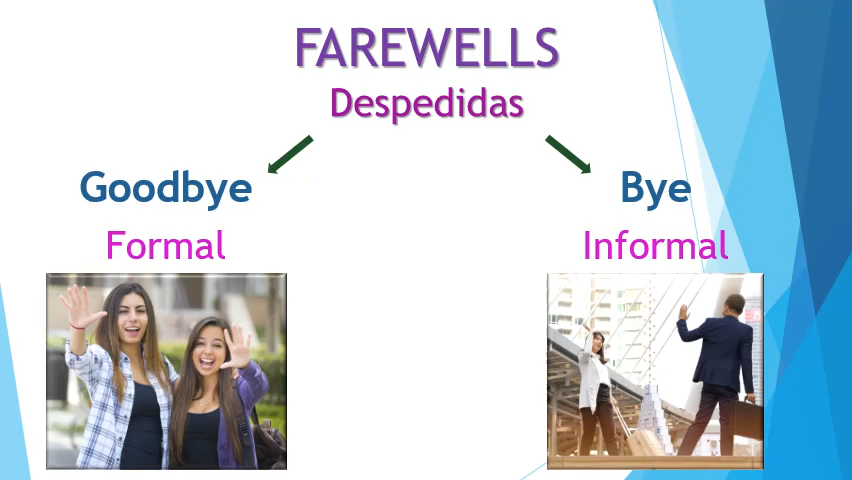 FAREWELLS
Despedidas
Goodbye
Bye
Formal
Informal